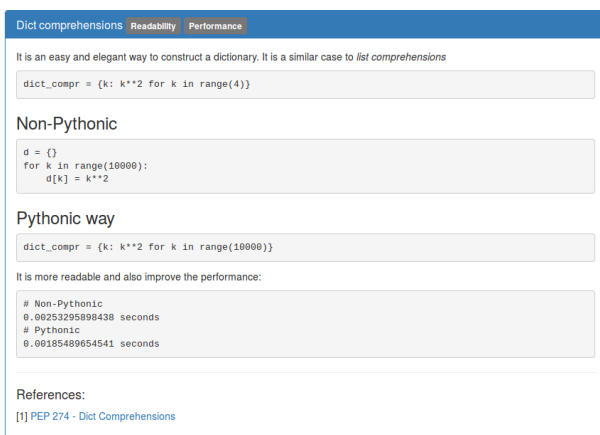 Dict comprehensions Readability Performance
It is an easy and elegant way to construct a dictionary. It is a similar case to list comprehensions
dict_compr = {k: k**2 for k in range(4)}
Non-Pythonic
d = {}
for k in range(10000):
    d[k] = k**2
Pythonic way
dict_compr = {k: k**2 for k in range(10000)}
It is more readable and also improve the performance:
# Non-Pythonic
0.00253295898438 seconds
# Pythonic
0.00185489654541 seconds
References:
[1] PEP 274 - Dict Comprehensions